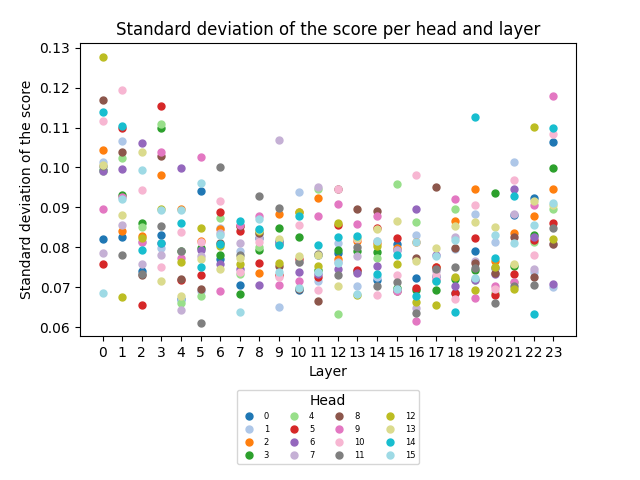 Standard deviation of the score per head and layer
Standard deviation of the score
0.13
0.12
0.11
0.10
0.09
0.08
0.07
0.06
0 1 2 3 4 5 6 7 8 9 10 11 12 13 14 15 16 17 18 19 20 21 22 23
Layer
Head
0 4 8 12
1 5 9 13
2 6 10 14
3 7 11 15